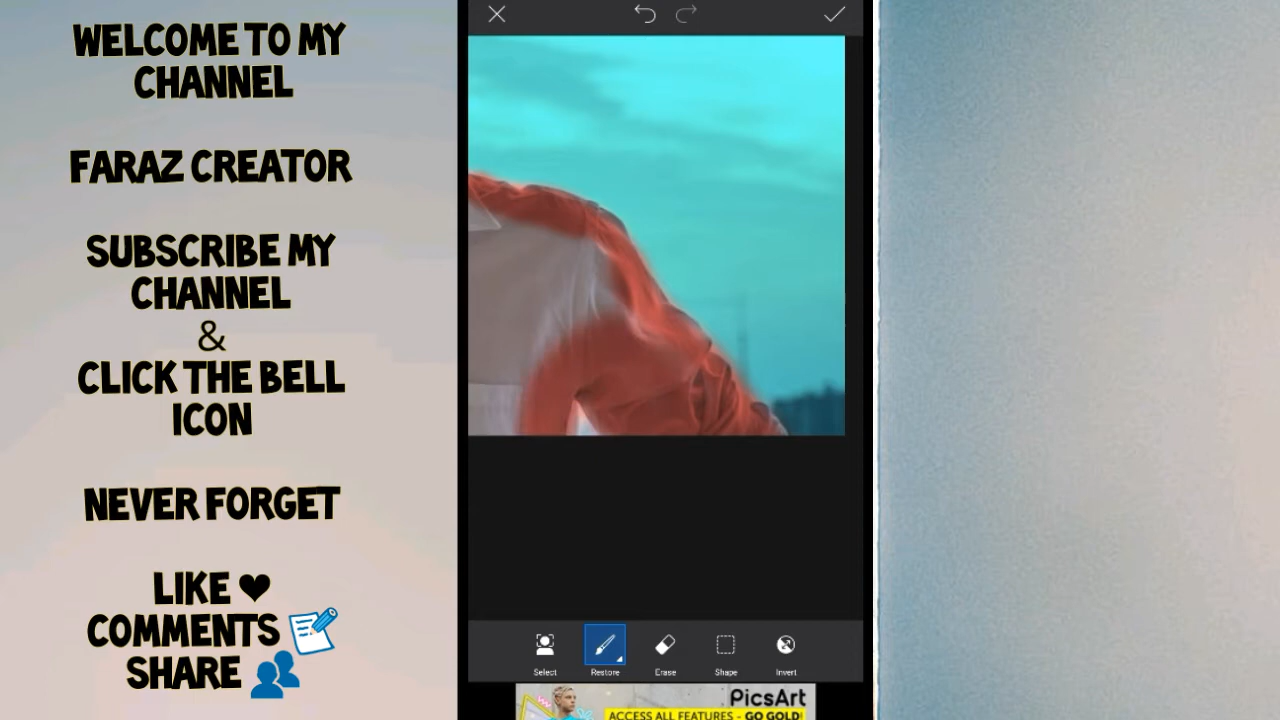 WELCOME TO MY
CHANNEL
FARAZ CREATOR
SUBSCRIBE MY
CHANNEL
&
CLICK THE BELL
ICON
NEVER FORGET
LIKE ❤
COMMENTS 📝
SHARE 👥
Select
Restore
Erase
Shape
Invert
PicsArt
ACCESS ALL FEATURES - GO GOLD!